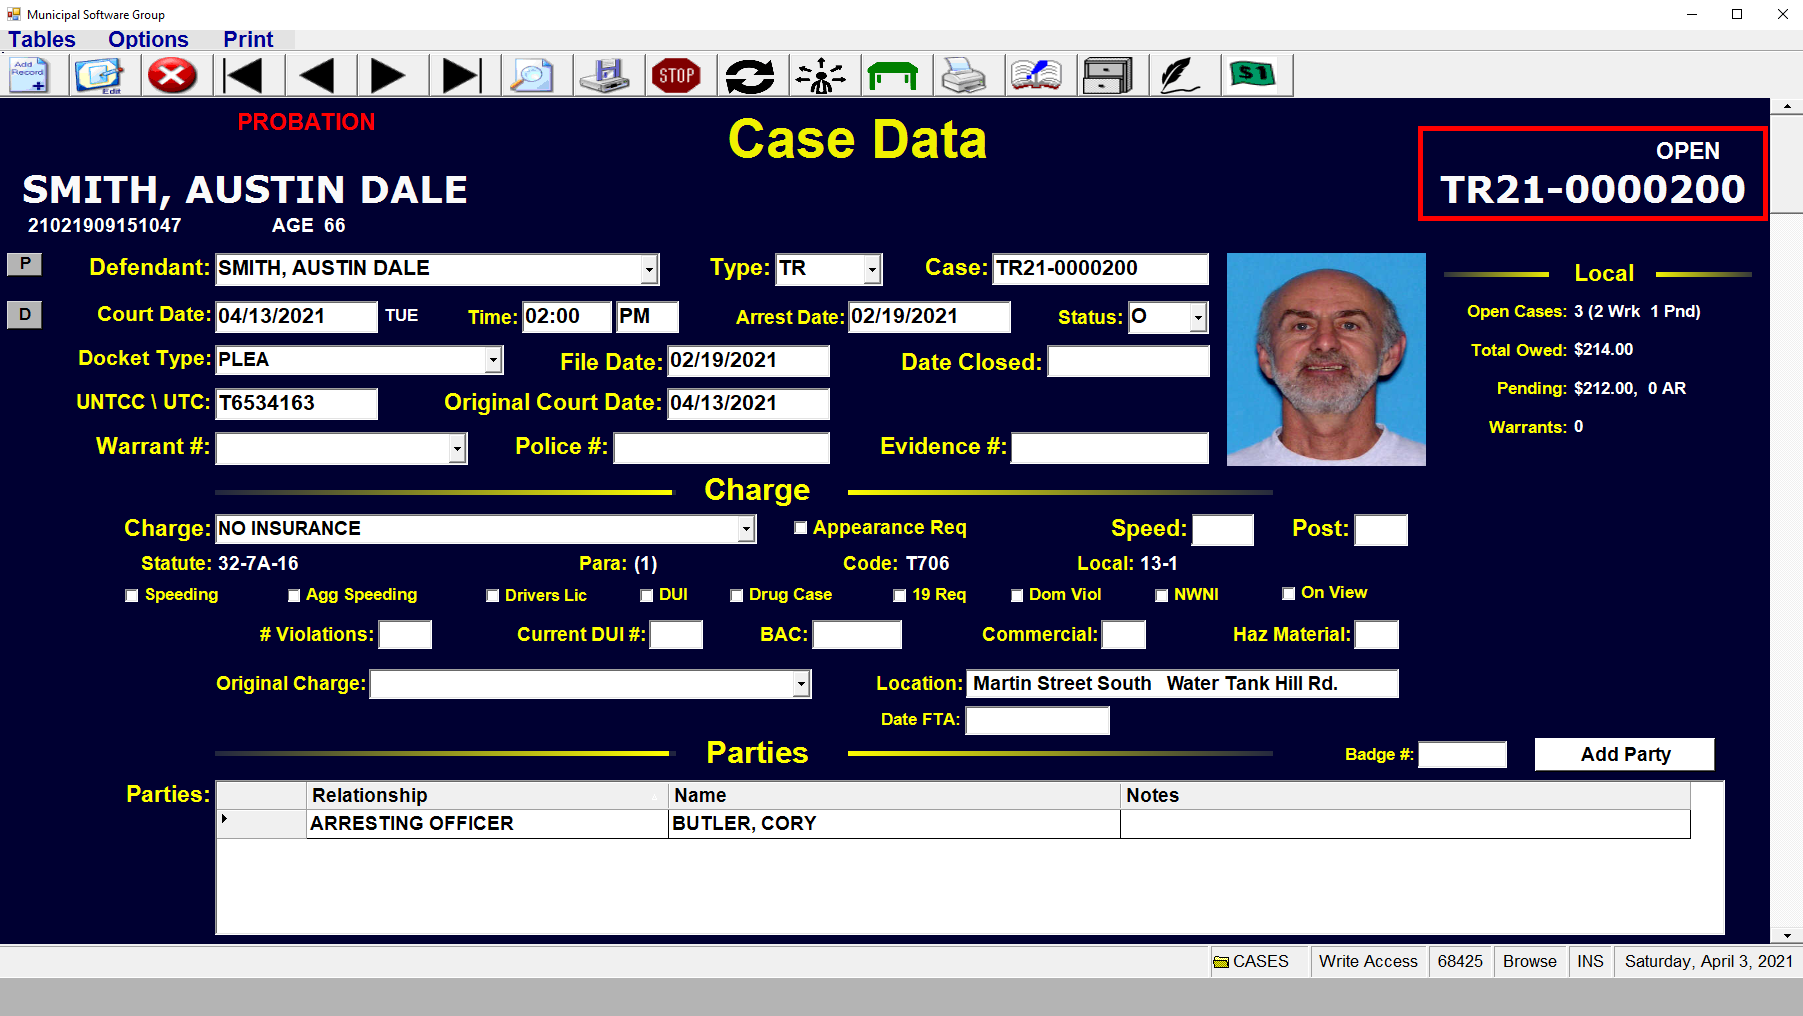 Municipal Software Group
Tables Options Print
Add Record Edit STOP $1
PROBATION
Case Data
OPEN
SMITH, AUSTIN DALE
TR21-0000200
21021909151047 AGE 66
P Defendant: SMITH, AUSTIN DALE Type: TR Case: TR21-0000200
Local
D Court Date: 04/13/2021 TUE Time: 02:00 PM Arrest Date: 02/19/2021 Status: O
Open Cases: 3 (2 Wrk 1 Pnd)
Docket Type: PLEA File Date: 02/19/2021 Date Closed:
Total Owed: $214.00
UNTCC \ UTC: T6534163 Original Court Date: 04/13/2021
Pending: $212.00, 0 AR
Warrant #: Police #: Evidence #:
Warrants: 0
Charge
Charge: NO INSURANCE Appearance Req Speed: Post:
Statute: 32-7A-16 Para: (1) Code: T706 Local: 13-1
Speeding Agg Speeding Drivers Lic DUI Drug Case 19 Req Dom Viol NWNI On View
# Violations: Current DUI #: BAC: Commercial: Haz Material:
Original Charge: Location: Martin Street South Water Tank Hill Rd.
Date FTA:
Parties
Badge #: Add Party
Parties: Relationship Name Notes
ARRESTING OFFICER BUTLER, CORY
CASES Write Access 68425 Browse INS Saturday, April 3, 2021